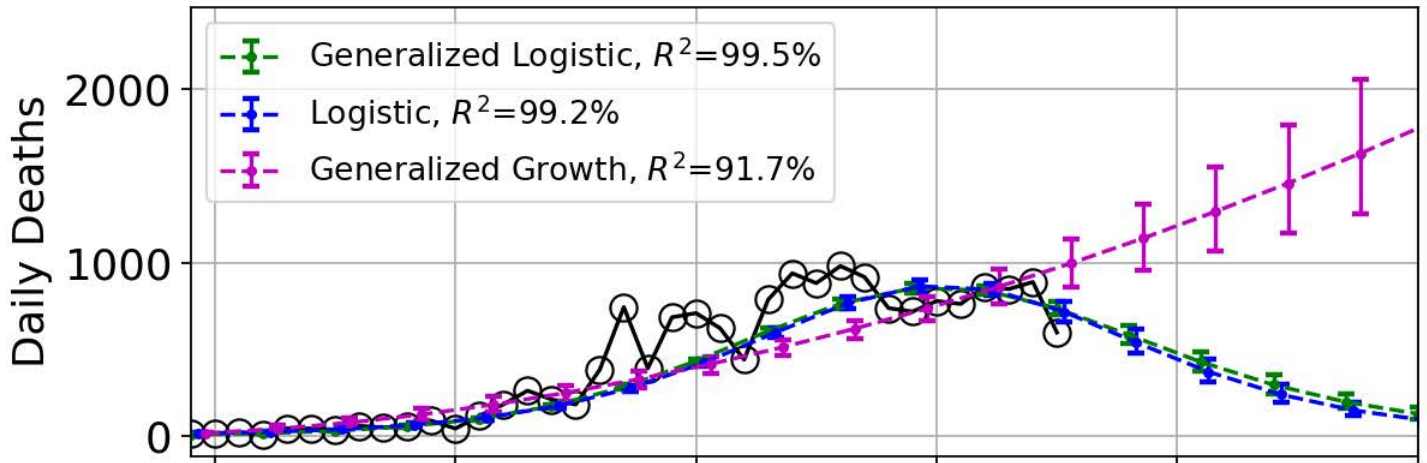 Generalized Logistic, R²=99.5%
Logistic, R²=99.2%
Generalized Growth, R²=91.7%
Daily Deaths
2000
1000
0